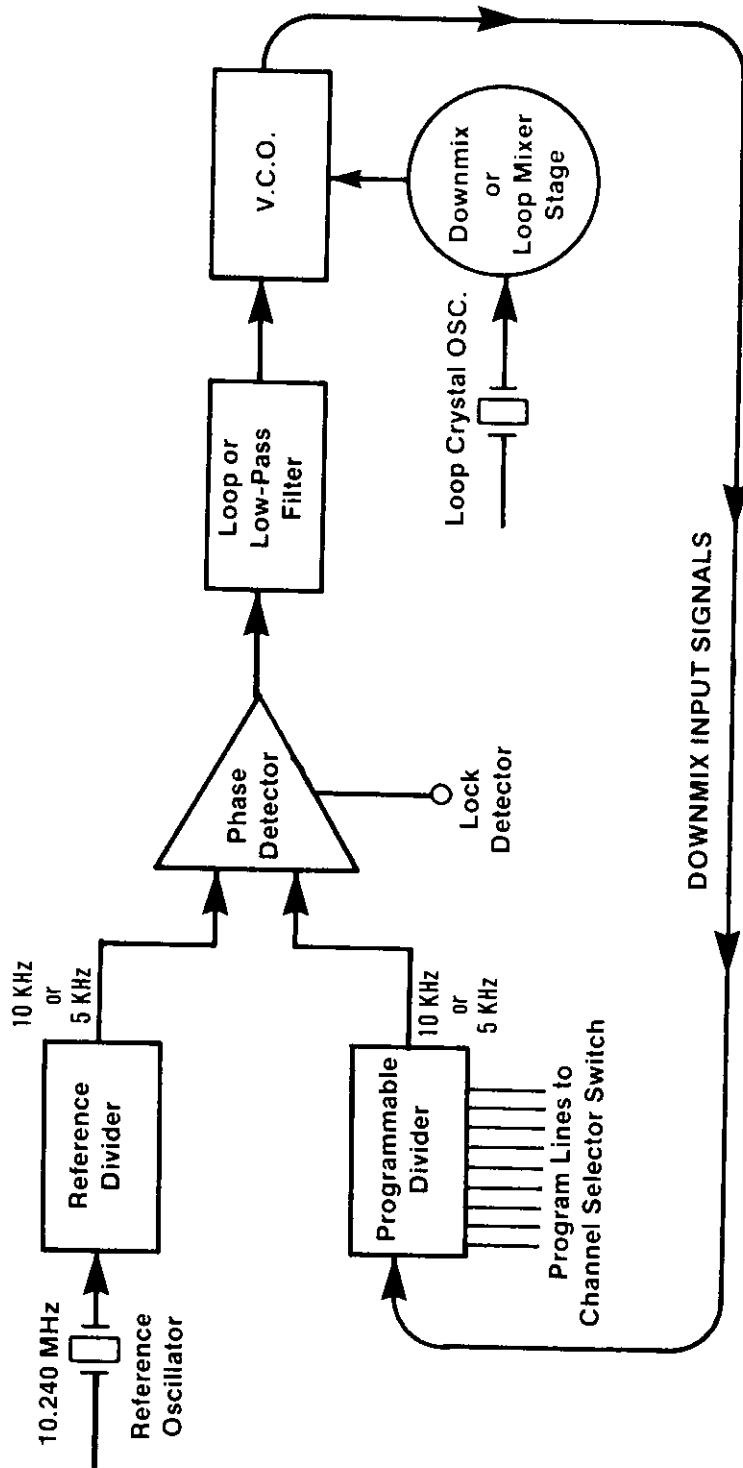 10.240 MHz
Reference
Oscillator
Reference
Divider
10 KHz
or
5 KHz
Programmable
Divider
10 KHz
or
5 KHz
Program Lines to
Channel Selector Switch
Phase
Detector
Lock
Detector
Loop or
Low-Pass
Filter
V.C.O.
Loop Crystal OSC.
Downmix
or
Loop Mixer
Stage
DOWNMIX INPUT SIGNALS